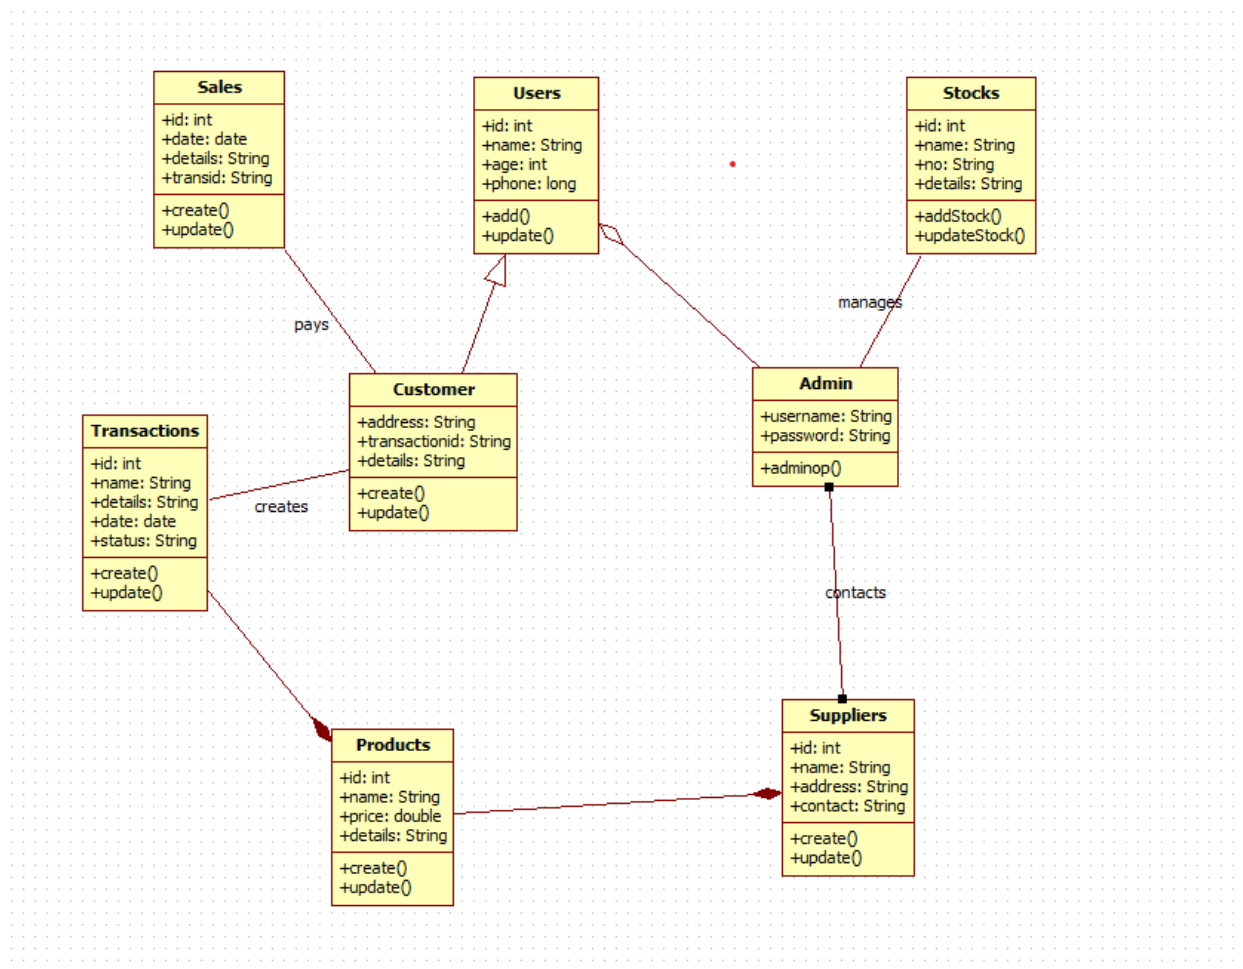 Sales
+id: int
+date: date
+details: String
+transid: String
+create()
+update()
Users
+id: int
+name: String
+age: int
+phone: long
+add()
+update()
Stocks
+id: int
+name: String
+no: String
+details: String
+addStock()
+updateStock()
pays
manages
Customer
+address: String
+transactionid: String
+details: String
+create()
+update()
Admin
+username: String
+password: String
+adminop()
Transactions
+id: int
+name: String
+details: String
+date: date
+status: String
+create()
+update()
creates
contacts
Products
+id: int
+name: String
+price: double
+details: String
+create()
+update()
Suppliers
+id: int
+name: String
+address: String
+contact: String
+create()
+update()